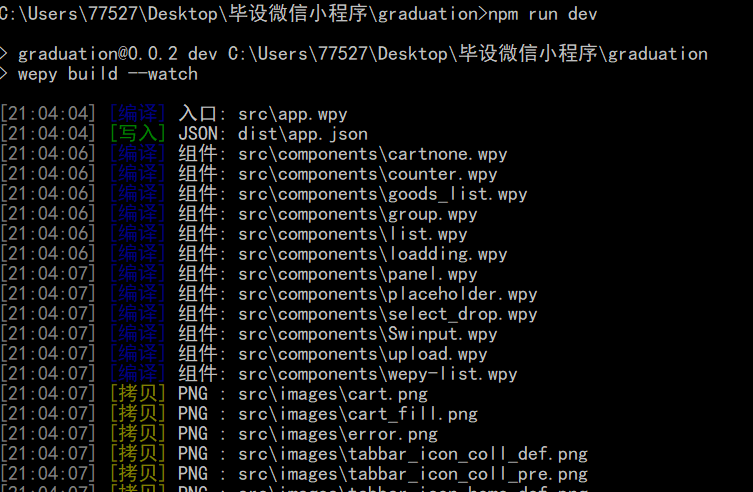 C:\Users\77527\Desktop\毕设微信小程序\graduation>npm run dev
> graduation@0.0.2 dev C:\Users\77527\Desktop\毕设微信小程序\graduation
> wepy build --watch
[21:04:04] [编译] 入口: src\app.wpy
[21:04:04] [写入] JSON: dist\app.json
[21:04:06] [编译] 组件: src\components\cartnone.wpy
[21:04:06] [编译] 组件: src\components\counter.wpy
[21:04:06] [编译] 组件: src\components\goods_list.wpy
[21:04:06] [编译] 组件: src\components\group.wpy
[21:04:06] [编译] 组件: src\components\list.wpy
[21:04:06] [编译] 组件: src\components\loadding.wpy
[21:04:07] [编译] 组件: src\components\panel.wpy
[21:04:07] [编译] 组件: src\components\placeholder.wpy
[21:04:07] [编译] 组件: src\components\select_drop.wpy
[21:04:07] [编译] 组件: src\components\Swinput.wpy
[21:04:07] [编译] 组件: src\components\upload.wpy
[21:04:07] [编译] 组件: src\components\wepy-list.wpy
[21:04:07] [拷贝] PNG : src\images\cart.png
[21:04:07] [拷贝] PNG : src\images\cart_fill.png
[21:04:07] [拷贝] PNG : src\images\error.png
[21:04:07] [拷贝] PNG : src\images\tabbar_icon_coll_def.png
[21:04:07] [拷贝] PNG : src\images\tabbar_icon_coll_pre.png
[21:04:07] [拷贝] PNG : src\images\tabbar_icon_home_def.png